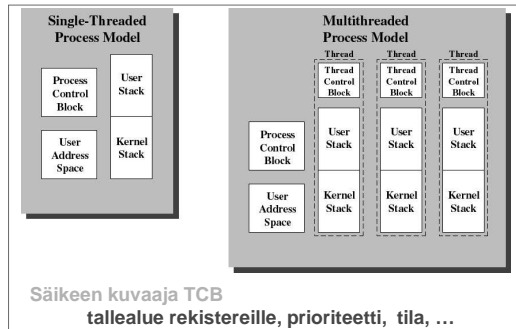 Single-Threaded
Process Model
Process
Control
Block
User
Stack
User
Address
Space
Kernel
Stack
Multithreaded
Process Model
Thread
Thread
Thread
Thread
Control
Block
Thread
Control
Block
Thread
Control
Block
Process
Control
Block
User
Stack
User
Stack
User
Stack
User
Address
Space
Kernel
Stack
Kernel
Stack
Kernel
Stack
Säikeen kuvaaja TCB
tallealue rekistereille, prioriteetti, tila, ...